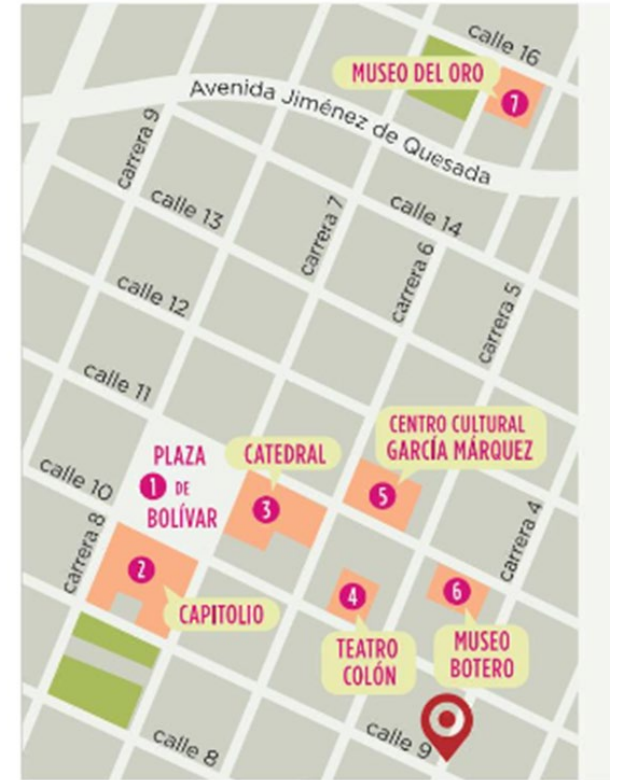 calle 16
MUSEO DEL ORO
7
Avenida Jiménez de Quesada
carrera 9
calle 13
carrera 7
calle 14
carrera 6
calle 12
carrera 5
calle 11
CENTRO CULTURAL
GARCÍA MÁRQUEZ
PLAZA
1 DE
BOLÍVAR
CATEDRAL
calle 10
3
5
carrera 8
carrera 4
2
4
6
CAPITOLIO
TEATRO
COLÓN
MUSEO
BOTERO
calle 9
calle 8